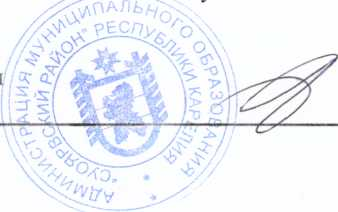 АДМИНИСТРАЦИЯ МУНИЦИПАЛЬНОГО ОБРАЗОВАНИЯ
"СУОЯРВСКИЙ РАЙОН" РЕСПУБЛИКИ КАРЕЛИЯ